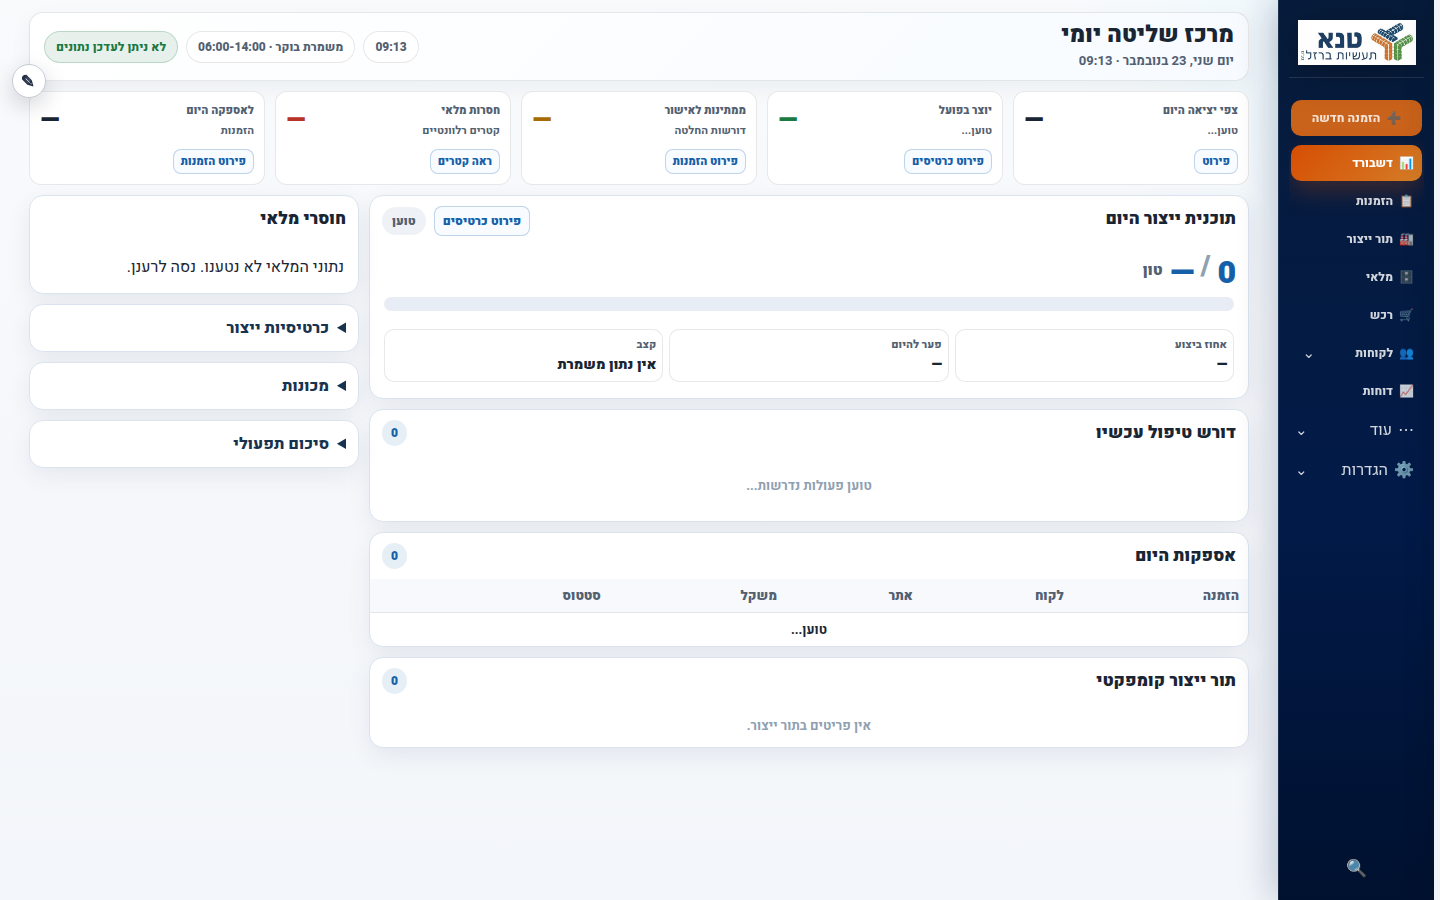 טנא
תעשיות ברזל
➕ הזמנה חדשה
📊 דשבורד
📋 הזמנות
🏭 תור ייצור
🗄️ מלאי
🛒 רכש
👥 לקוחות
📈 דוחות
⋯ עוד
⚙️ הגדרות
מרכז שליטה יומי
יום שני, 23 בנובמבר · 09:13
09:13
משמרת בוקר · 06:00-14:00
לא ניתן לעדכן נתונים
צפי יציאה היום
—
טוען...
פירוט
יוצר בפועל
—
טוען...
פירוט כרטיסים
ממתינות לאישור
—
דורשות החלטה
פירוט הזמנות
חסרות מלאי
—
קטרים רלוונטיים
ראה קטרים
לאספקה היום
—
הזמנות
פירוט הזמנות
תוכנית ייצור היום
פירוט כרטיסים
טוען
0 / — טון
אחוז ביצוע
—
פער להיום
—
קצב
אין נתון משמרת
דורש טיפול עכשיו
0
טוען פעולות נדרשות...
אספקות היום
0
הזמנה לקוח אתר משקל סטטוס
טוען...
תור ייצור קומפקטי
0
אין פריטים בתור ייצור.
חוסרי מלאי
נתוני המלאי לא נטענו. נסה לרענן.
כרטיסיות ייצור
מכונות
סיכום תפעולי